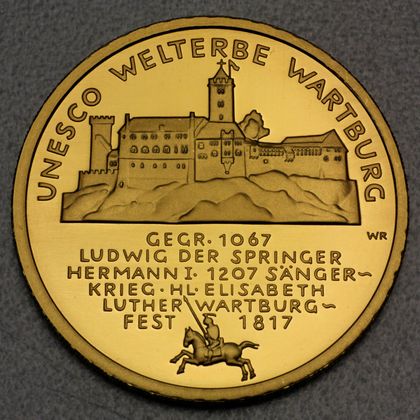 UNESCO WELTERBE WARTBURG
WR
GEGR· 1067
LUDWIG DER SPRINGER
HERMANN I· 1207 SÄNGER~
KRIEG·HL·ELISABETH
LUTHER WARTBURG~
FEST 1817